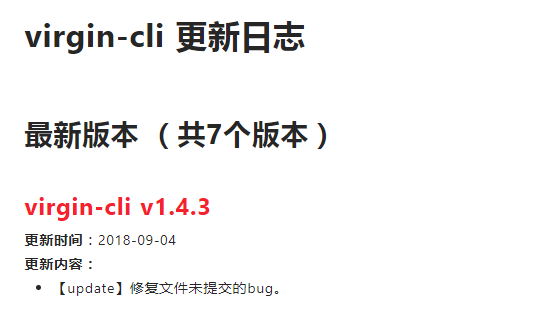 virgin-cli 更新日志
最新版本 （共7个版本）
virgin-cli v1.4.3
更新时间：2018-09-04
更新内容：
• 【update】修复文件未提交的bug。